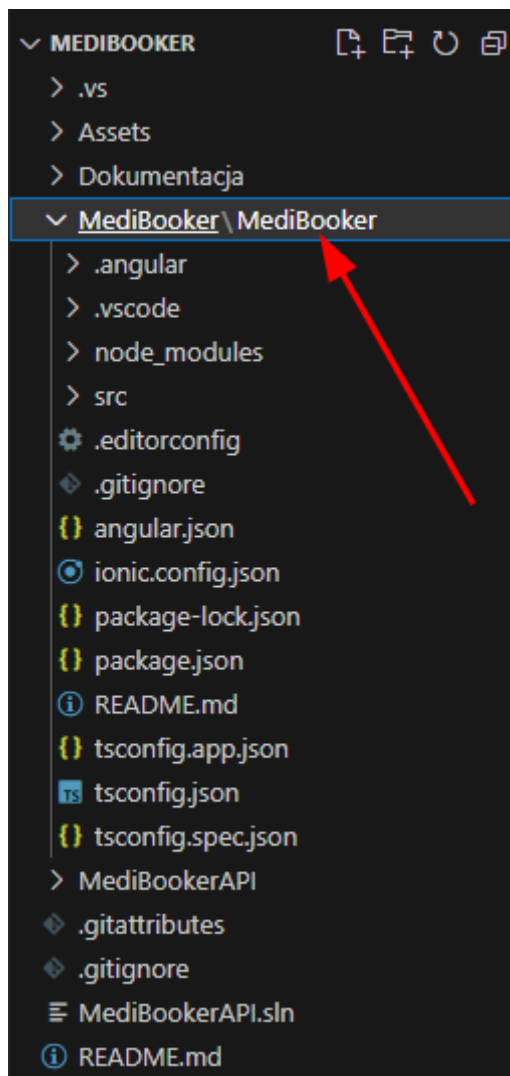 MEDIBOOKER
.vs
Assets
Dokumentacja
MediBooker\MediBooker
.angular
.vscode
node_modules
src
.editorconfig
.gitignore
{} angular.json
ionic.config.json
{} package-lock.json
{} package.json
README.md
{} tsconfig.app.json
TS tsconfig.json
{} tsconfig.spec.json
MediBookerAPI
.gitattributes
.gitignore
MediBookerAPI.sln
README.md